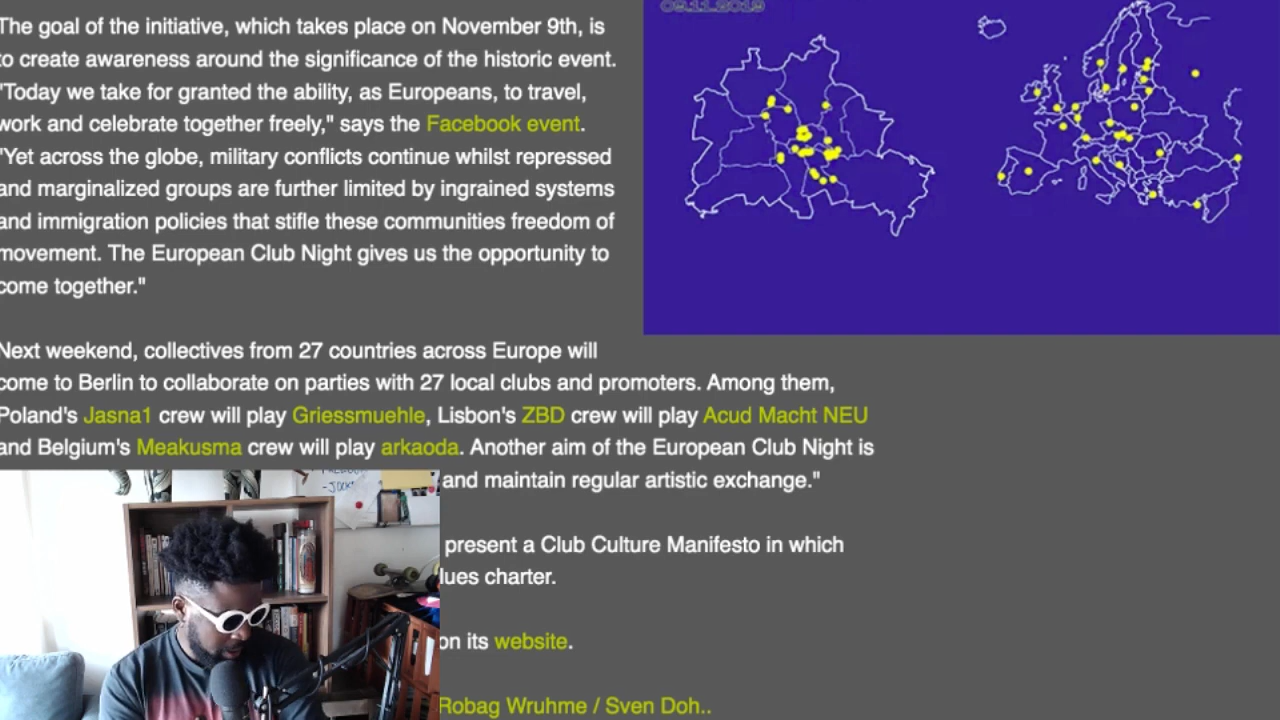 The goal of the initiative, which takes place on November 9th, is
to create awareness around the significance of the historic event.
"Today we take for granted the ability, as Europeans, to travel,
work and celebrate together freely," says the Facebook event.
"Yet across the globe, military conflicts continue whilst repressed
and marginalized groups are further limited by ingrained systems
and immigration policies that stifle these communities freedom of
movement. The European Club Night gives us the opportunity to
come together."
Next weekend, collectives from 27 countries across Europe will
come to Berlin to collaborate on parties with 27 local clubs and promoters. Among them,
Poland's Jasna1 crew will play Griessmuehle, Lisbon's ZBD crew will play Acud Macht NEU
and Belgium's Meakusma crew will play arkaoda. Another aim of the European Club Night is
and maintain regular artistic exchange."
present a Club Culture Manifesto in which
lues charter.
on its website.
Robag Wruhme / Sven Doh..
09.11.2019